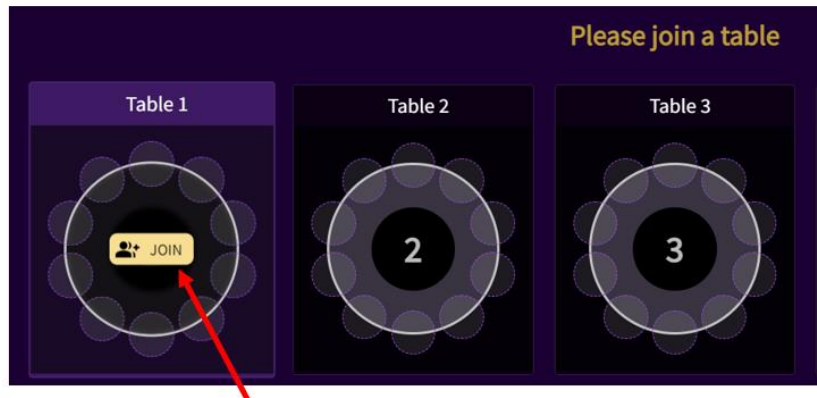 Please join a table
Table 1
Table 2
Table 3
JOIN
2
3